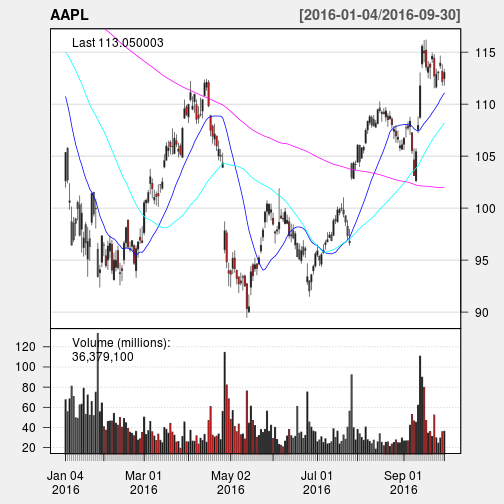 AAPL [2016-01-04/2016-09-30]
Last 113.050003
115
110
105
100
95
90
Volume (millions):
36,379,100
120
100
80
60
40
20
Jan 04 Mar 01 May 02 Jul 01 Sep 01
2016 2016 2016 2016 2016